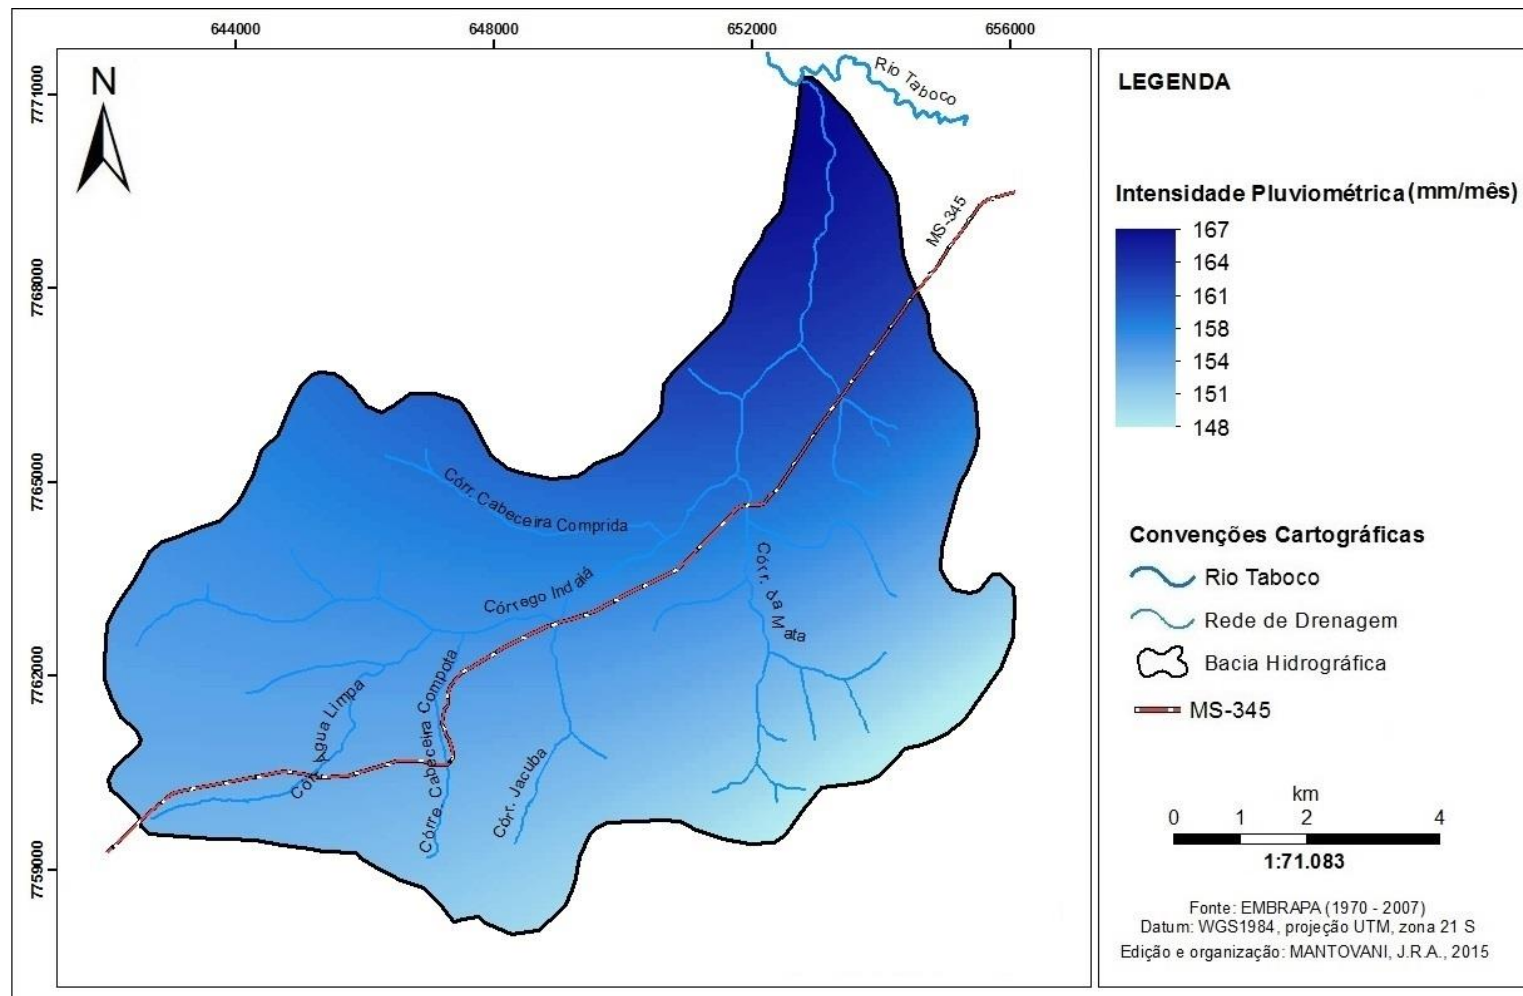 644000
648000
652000
656000
7771000
7768000
7765000
7762000
7759000
N
Rio Taboco
MS-345
Córr. Cabeceira Comprida
Córrego Indaiá
Córr. da Mata
Córr. Água Limpa
Córre. Cabeceira Compota
Córr. Jacuba
LEGENDA
Intensidade Pluviométrica (mm/mês)
167
164
161
158
154
151
148
Convenções Cartográficas
Rio Taboco
Rede de Drenagem
Bacia Hidrográfica
MS-345
km
0 1 2 4
1:71.083
Fonte: EMBRAPA (1970 - 2007)
Datum: WGS1984, projeção UTM, zona 21 S
Edição e organização: MANTOVANI, J.R.A., 2015